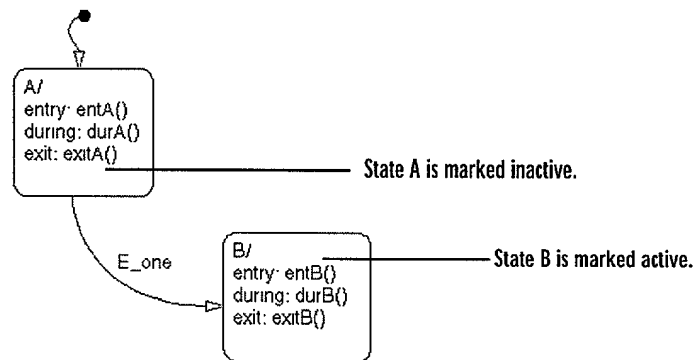 A/
entry: entA()
during: durA()
exit: exitA()
State A is marked inactive.
E_one
B/
entry: entB()
during: durB()
exit: exitB()
State B is marked active.